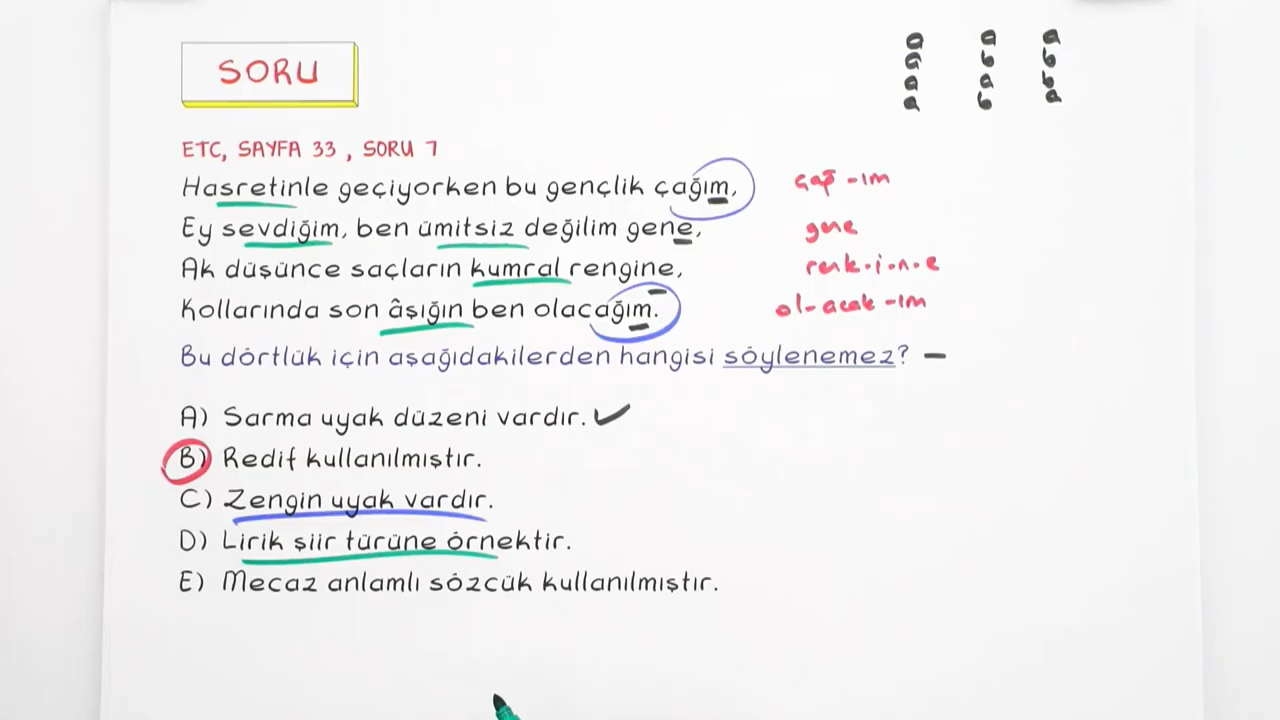 SORU
a a a
a b b
a a b
a b a
ETC, SAYFA 33, SORU 7
Hasretinle geçiyorken bu gençlik çağım, çağ-ım
Ey sevdiğim, ben ümitsiz değilim gene, gene
Ak düşünce saçların kumral rengine, renk-i-n-e
Kollarında son âşığın ben olacağım. ol-acak-ım
Bu dörtlük için aşağıdakilerden hangisi söylenemez? -
A) Sarma uyak düzeni vardır. ✓
B) Redif kullanılmıştır.
C) Zengin uyak vardır.
D) Lirik şiir türüne örnektir.
E) Mecaz anlamlı sözcük kullanılmıştır.